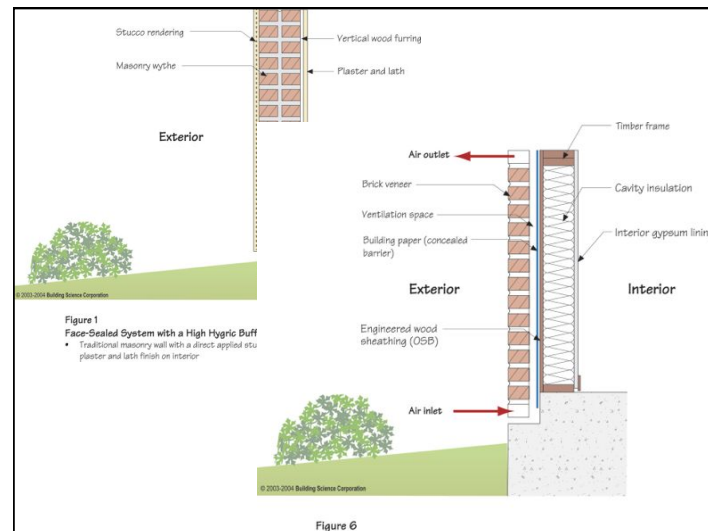 Stucco rendering
Masonry wythe
Vertical wood furring
Plaster and lath
Exterior
© 2003-2004 Building Science Corporation
Figure 1
Face-Sealed System with a High Hygric Buff
• Traditional masonry wall with a direct applied stu
plaster and lath finish on interior
Timber frame
Air outlet
Brick veneer
Cavity insulation
Ventilation space
Interior gypsum lining
Building paper (concealed
barrier)
Exterior
Interior
Engineered wood
sheathing (OSB)
Air inlet
© 2003-2004 Building Science Corporation
Figure 6